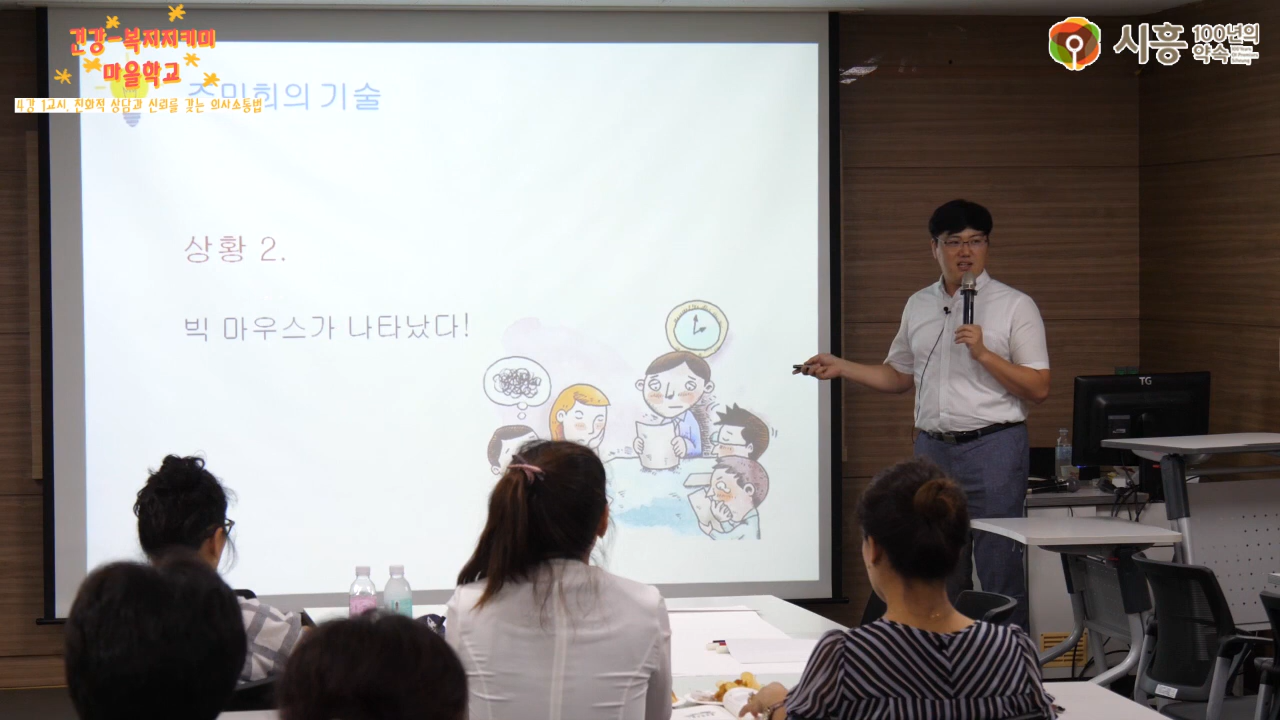 건강-복지지키미
마을학교
4강 1교시. 친화적 상담과 신뢰를 갖는 의사소통법
시흥 100년의 약속
주민회의 기술
상황 2.
빅 마우스가 나타났다!
TG